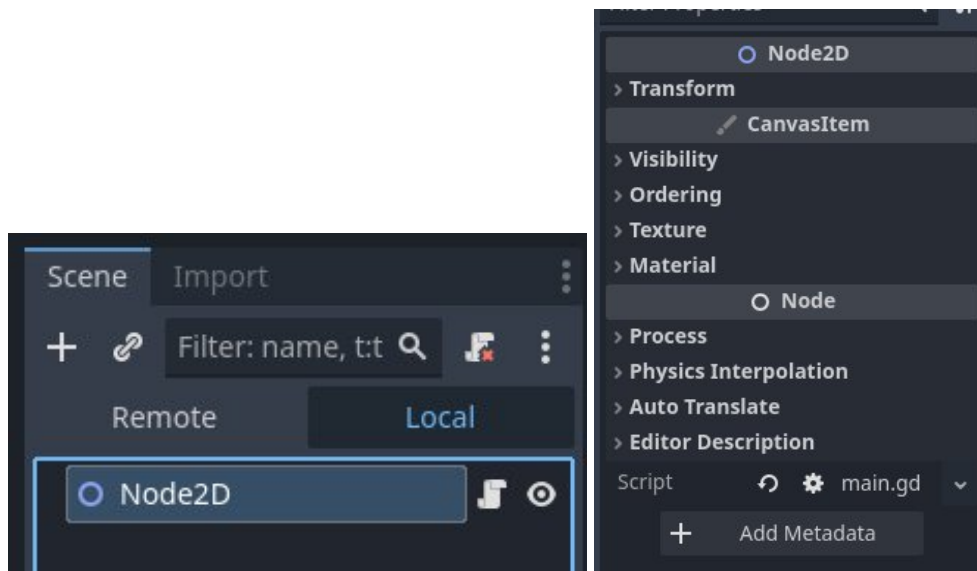 Scene Import
Filter: name, t:t
Remote Local
Node2D
Node2D
Transform
CanvasItem
Visibility
Ordering
Texture
Material
Node
Process
Physics Interpolation
Auto Translate
Editor Description
Script main.gd
Add Metadata